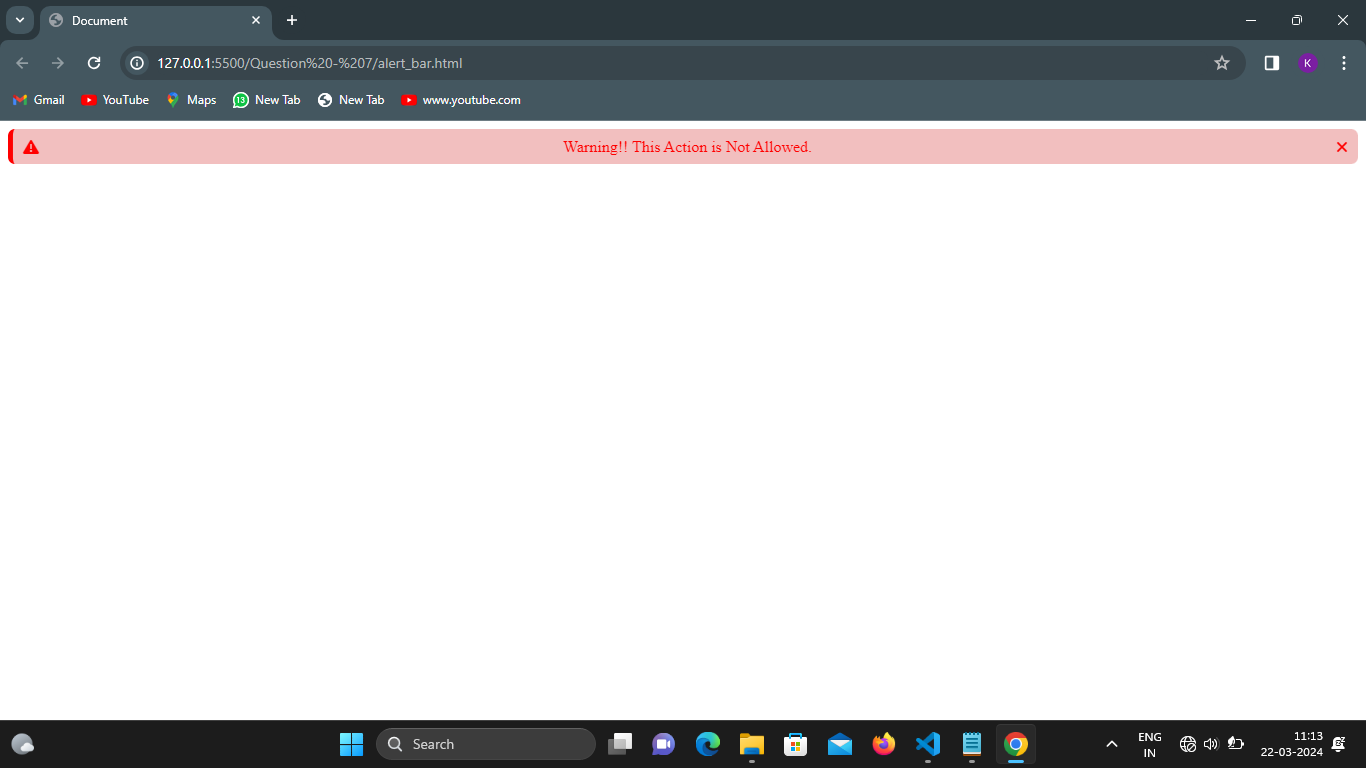 Document
127.0.0.1:5500/Question%20-%207/alert_bar.html
K
Gmail YouTube Maps 13 New Tab New Tab www.youtube.com
Warning!! This Action is Not Allowed.
Search
ENG
IN
11:13
22-03-2024